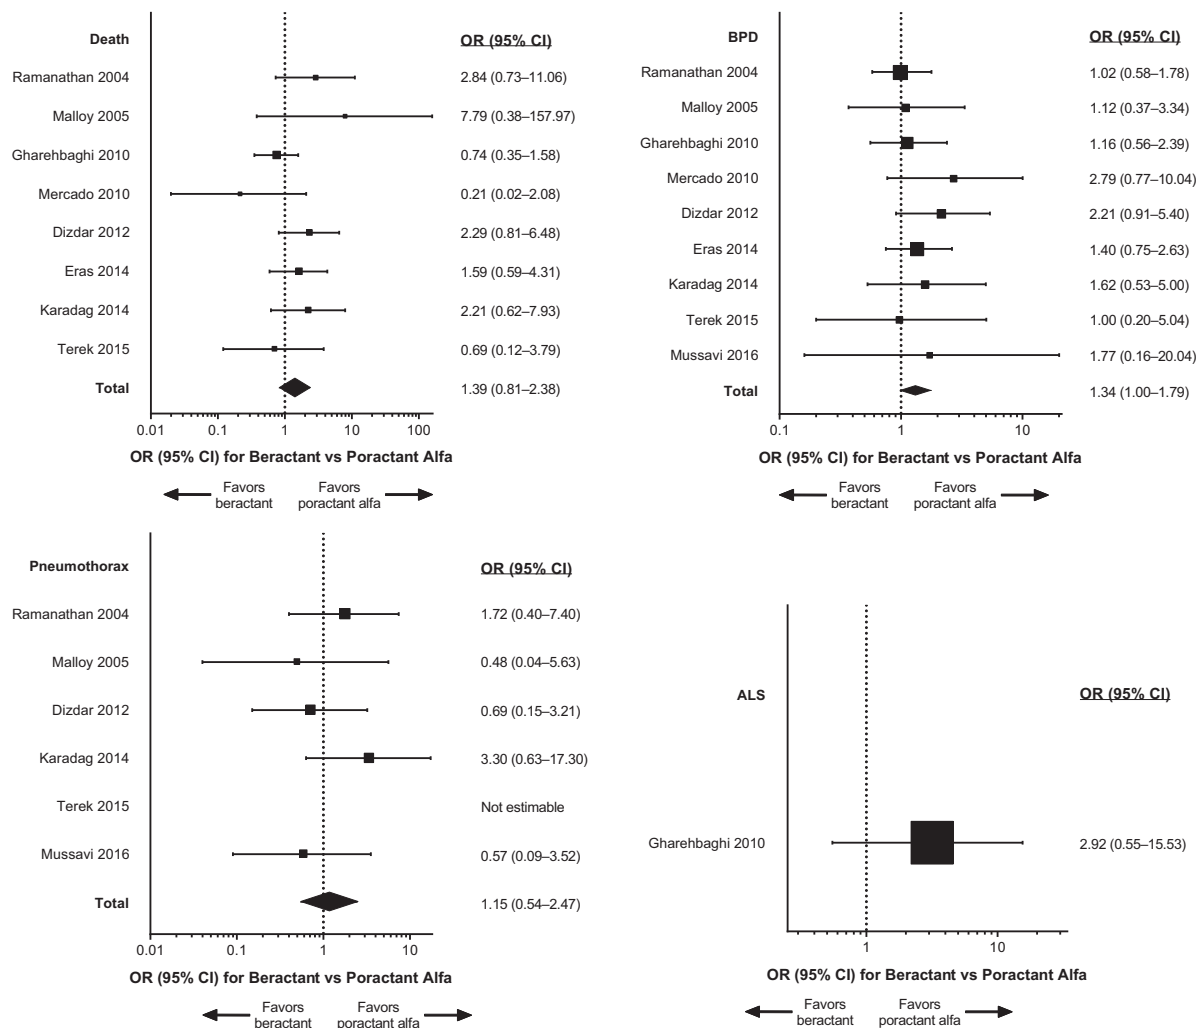 Death OR (95% CI)
Ramanathan 2004 2.84 (0.73–11.06)
Malloy 2005 7.79 (0.38–157.97)
Gharehbaghi 2010 0.74 (0.35–1.58)
Mercado 2010 0.21 (0.02–2.08)
Dizdar 2012 2.29 (0.81–6.48)
Eras 2014 1.59 (0.59–4.31)
Karadag 2014 2.21 (0.62–7.93)
Terek 2015 0.69 (0.12–3.79)
Total 1.39 (0.81–2.38)
0.01 0.1 1 10 100
OR (95% CI) for Beractant vs Poractant Alfa
Favors Favors
beractant poractant alfa
BPD OR (95% CI)
Ramanathan 2004 1.02 (0.58–1.78)
Malloy 2005 1.12 (0.37–3.34)
Gharehbaghi 2010 1.16 (0.56–2.39)
Mercado 2010 2.79 (0.77–10.04)
Dizdar 2012 2.21 (0.91–5.40)
Eras 2014 1.40 (0.75–2.63)
Karadag 2014 1.62 (0.53–5.00)
Terek 2015 1.00 (0.20–5.04)
Mussavi 2016 1.77 (0.16–20.04)
Total 1.34 (1.00–1.79)
0.1 1 10
OR (95% CI) for Beractant vs Poractant Alfa
Favors Favors
beractant poractant alfa
Pneumothorax OR (95% CI)
Ramanathan 2004 1.72 (0.40–7.40)
Malloy 2005 0.48 (0.04–5.63)
Dizdar 2012 0.69 (0.15–3.21)
Karadag 2014 3.30 (0.63–17.30)
Terek 2015 Not estimable
Mussavi 2016 0.57 (0.09–3.52)
Total 1.15 (0.54–2.47)
0.01 0.1 1 10
OR (95% CI) for Beractant vs Poractant Alfa
Favors Favors
beractant poractant alfa
ALS OR (95% CI)
Gharehbaghi 2010 2.92 (0.55–15.53)
1 10
OR (95% CI) for Beractant vs Poractant Alfa
Favors Favors
beractant poractant alfa